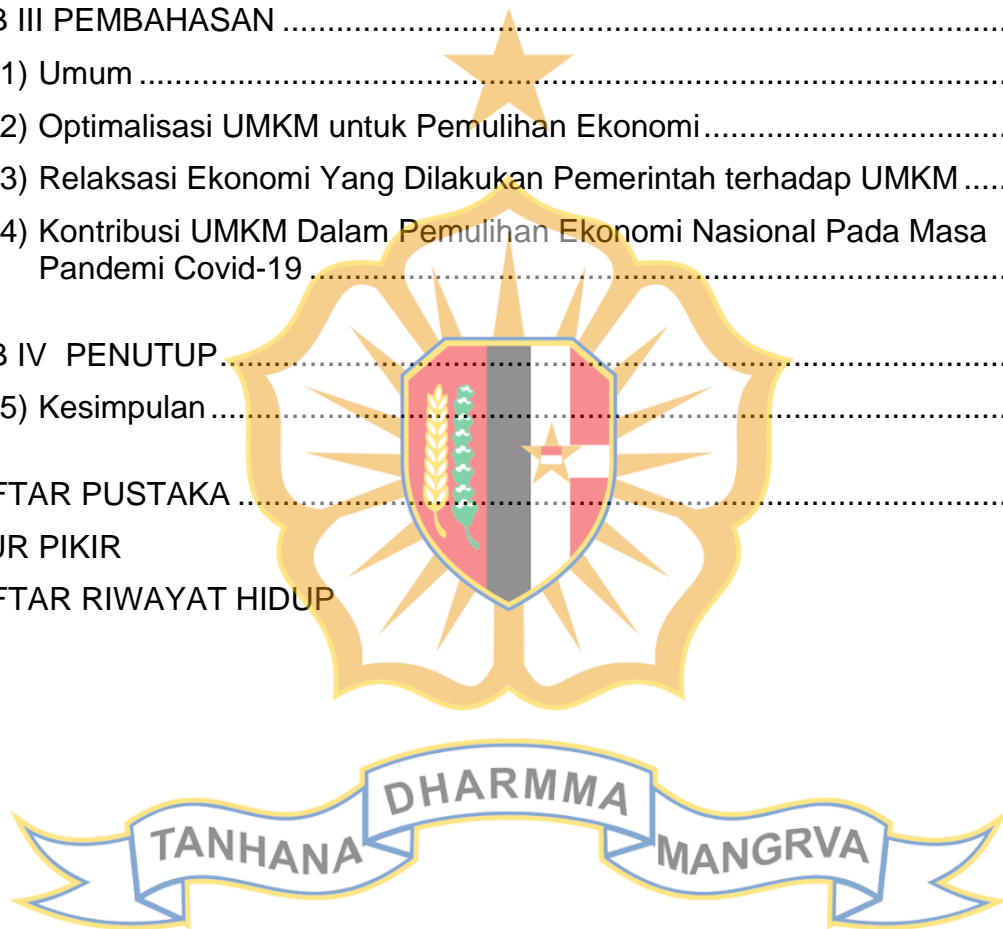 B III PEMBAHASAN ....................................................................................
1) Umum ....................................................................................................
2) Optimalisasi UMKM untuk Pemulihan Ekonomi....................................
3) Relaksasi Ekonomi Yang Dilakukan Pemerintah terhadap UMKM .....
4) Kontribusi UMKM Dalam Pemulihan Ekonomi Nasional Pada Masa
Pandemi Covid-19 ....................................................................................
B IV PENUTUP............................................................................................
5) Kesimpulan ............................................................................................
FTAR PUSTAKA ..........................................................................................
UR PIKIR
FTAR RIWAYAT HIDUP
TANHANA DHARMMA MANGRVA